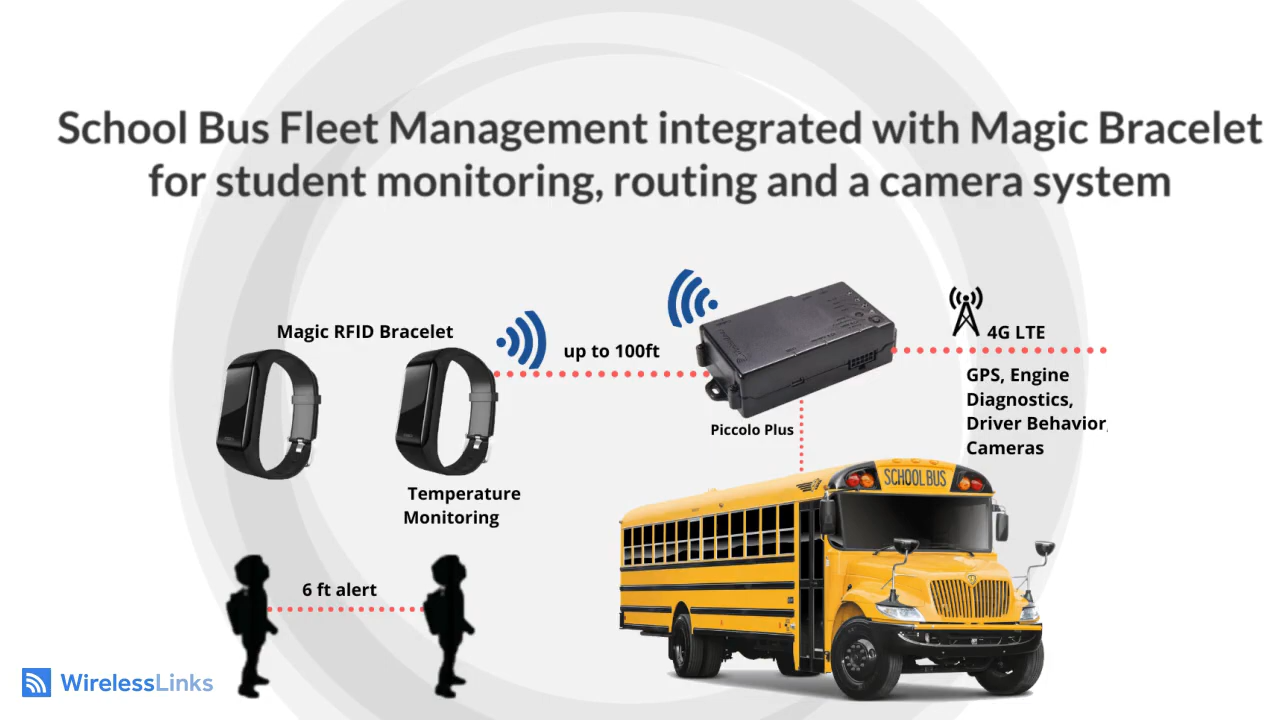 School Bus Fleet Management integrated with Magic Bracelet
for student monitoring, routing and a camera system
Magic RFID Bracelet
up to 100ft
4G LTE
GPS, Engine
Diagnostics,
Driver Behavior,
Cameras
Piccolo Plus
SCHOOL BUS
Temperature
Monitoring
6 ft alert
WirelessLinks